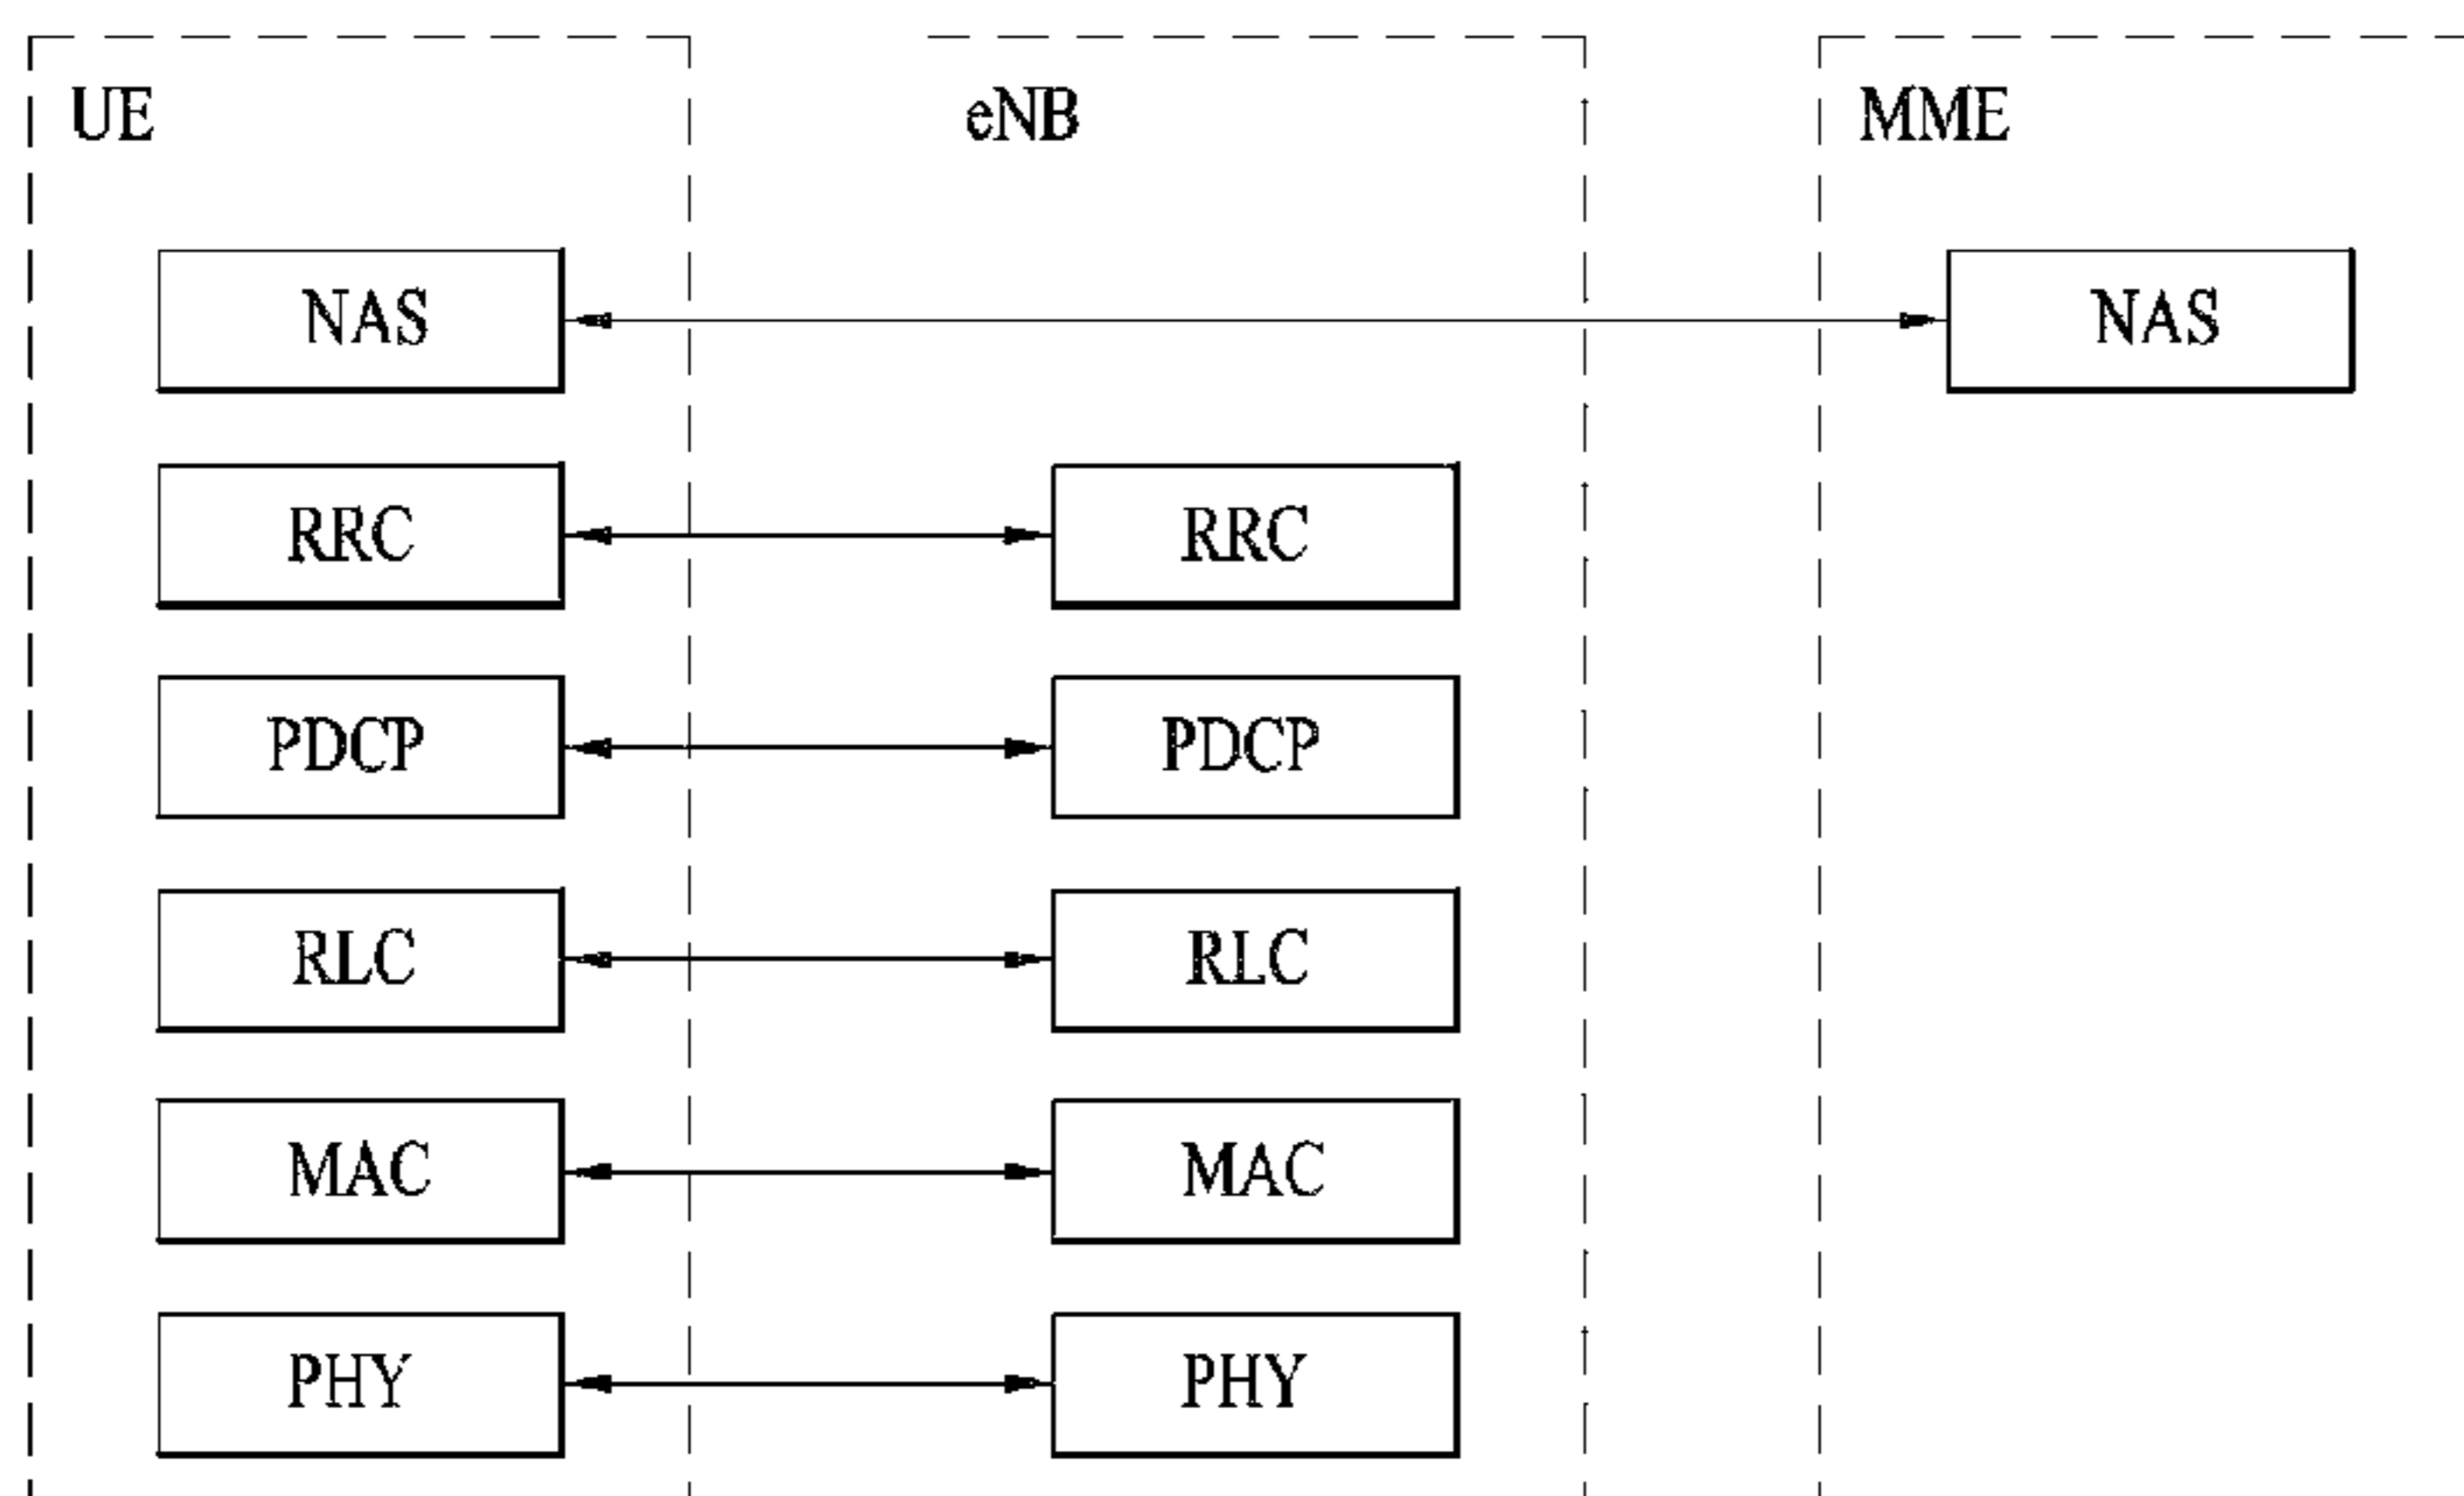 UE eNB MME
NAS NAS
RRC RRC
PDCP PDCP
RLC RLC
MAC MAC
PHY PHY